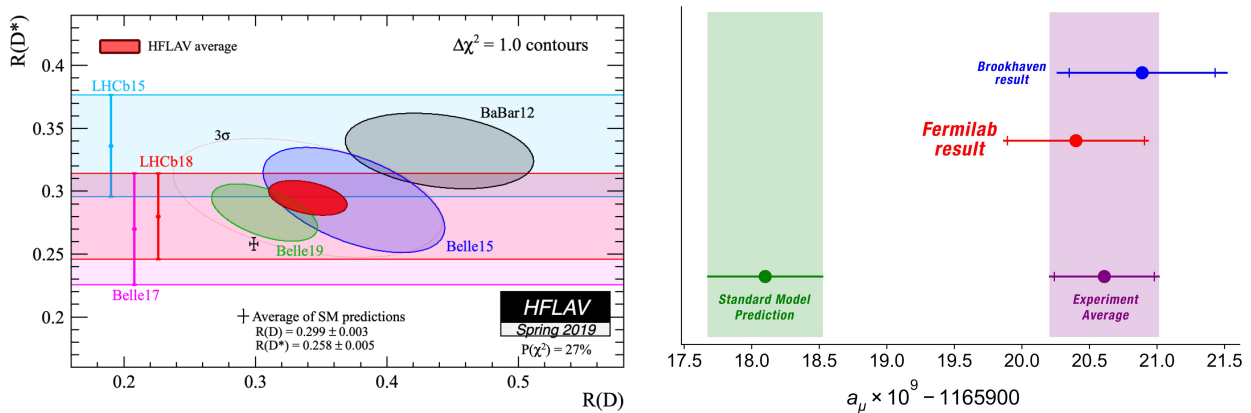 R(D*)
HFLAV average
Δχ² = 1.0 contours
0.4
LHCb15
BaBar12
0.35
3σ
LHCb18
0.3
Belle19
Belle15
0.25
Belle17
HFLAV
Spring 2019
P(χ²) = 27%
Average of SM predictions
R(D) = 0.299 ± 0.003
R(D*) = 0.258 ± 0.005
0.2
0.2 0.3 0.4 0.5
R(D)
Brookhaven
result
Fermilab
result
Standard Model
Prediction
Experiment
Average
17.5 18.0 18.5 19.0 19.5 20.0 20.5 21.0 21.5
aμ × 10⁹ − 1165900